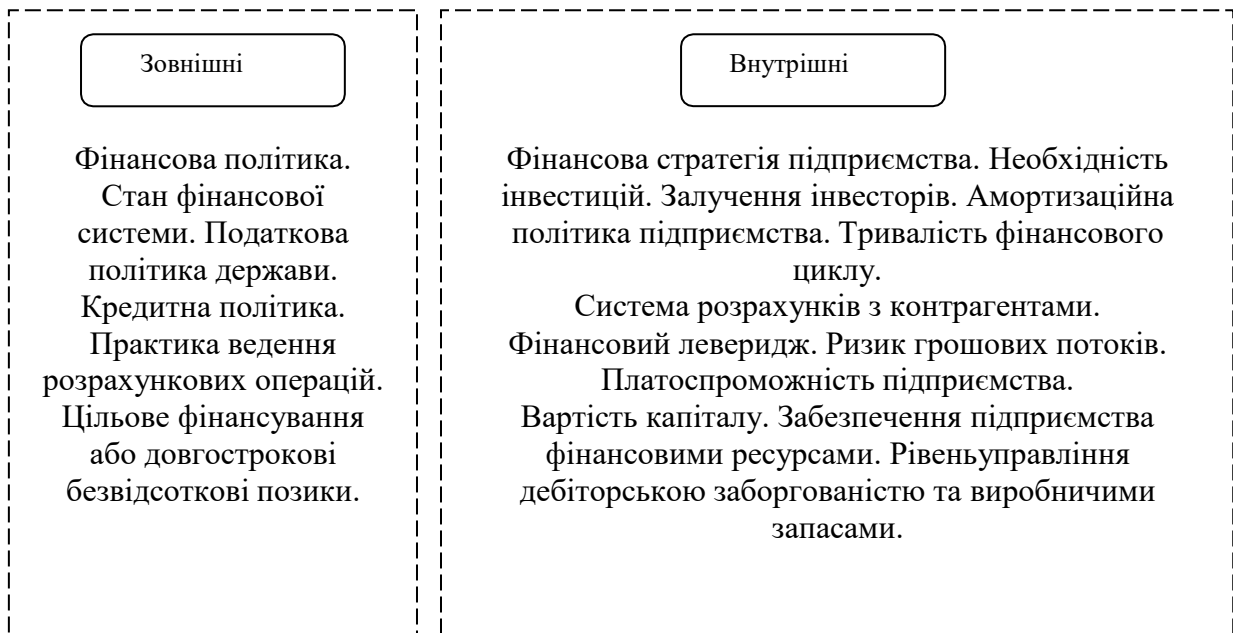 Зовнішні
Фінансова політика.
Стан фінансової
системи. Податкова
політика держави.
Кредитна політика.
Практика ведення
розрахункових операцій.
Цільове фінансування
або довгострокові
безвідсоткові позики.
Внутрішні
Фінансова стратегія підприємства. Необхідність
інвестицій. Залучення інвесторів. Амортизаційна
політика підприємства. Тривалість фінансового
циклу.
Система розрахунків з контрагентами.
Фінансовий леверидж. Ризик грошових потоків.
Платоспроможність підприємства.
Вартість капіталу. Забезпечення підприємства
фінансовими ресурсами. Рівеньуправління
дебіторською заборгованістю та виробничими
запасами.